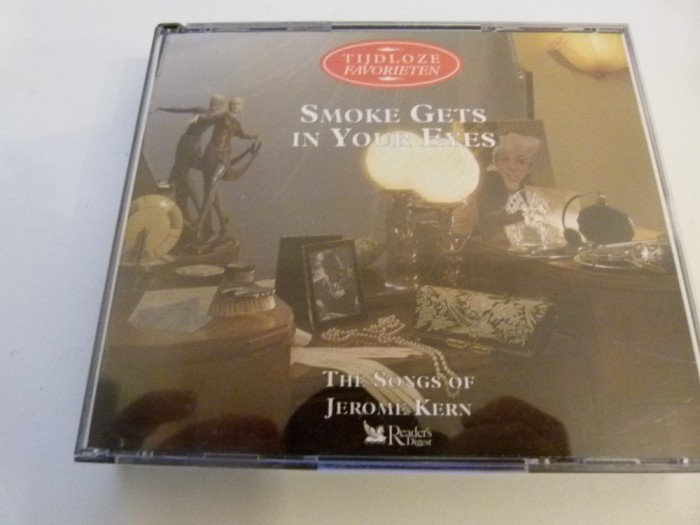 TIJDLOZE
FAVORIETEN
SMOKE GETS
IN YOUR EYES
THE SONGS OF
JEROME KERN
Reader's
Digest